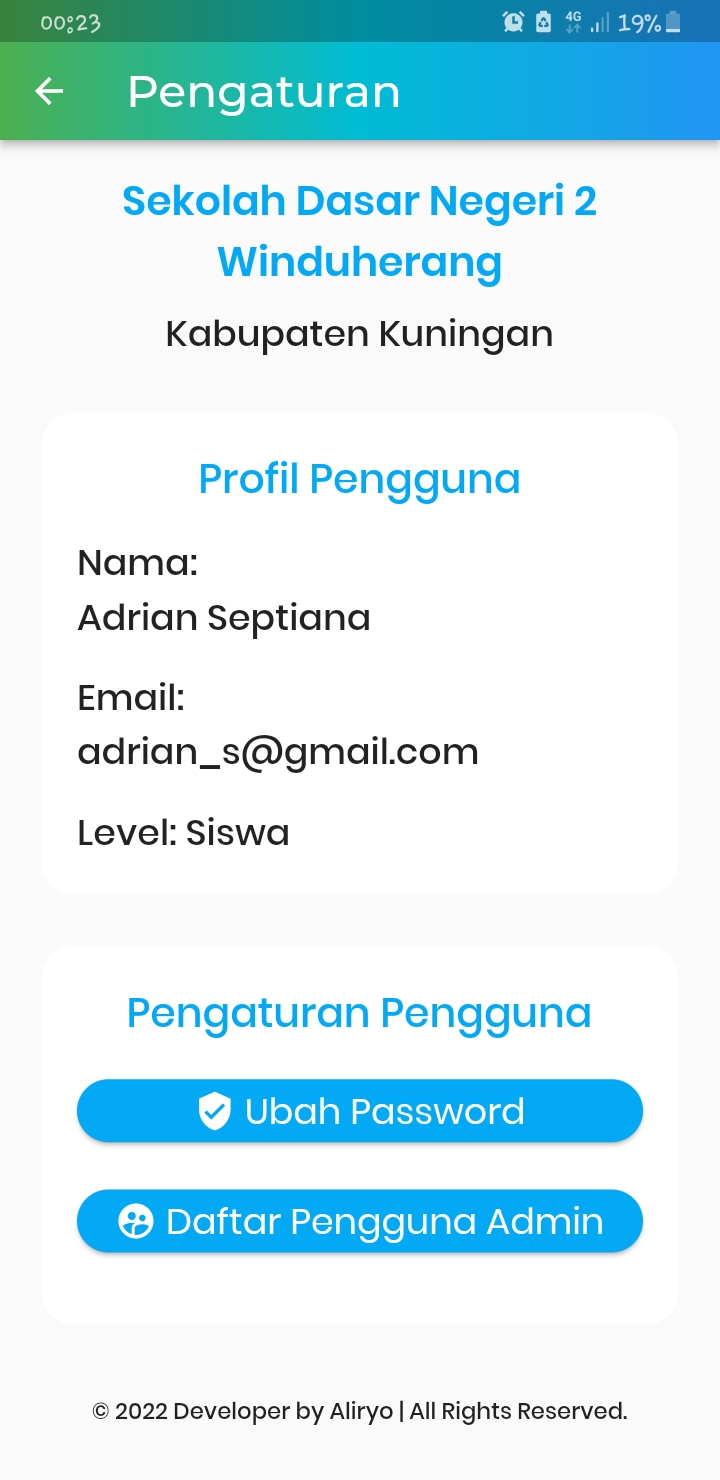 00:23
4G
19%
Pengaturan
Sekolah Dasar Negeri 2
Winduherang
Kabupaten Kuningan
Profil Pengguna
Nama:
Adrian Septiana
Email:
adrian_s@gmail.com
Level: Siswa
Pengaturan Pengguna
Ubah Password
Daftar Pengguna Admin
© 2022 Developer by Aliryo | All Rights Reserved.